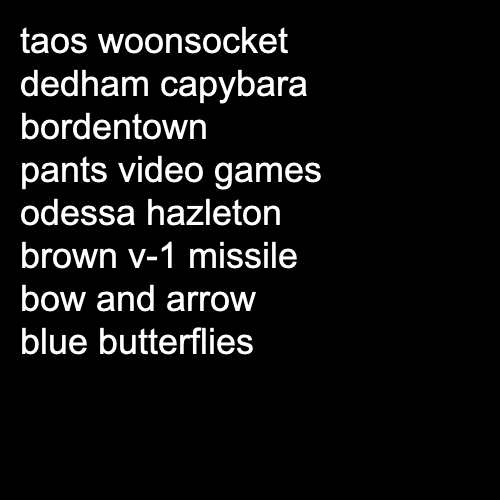 taos woonsocket
dedham capybara
bordentown
pants video games
odessa hazleton
brown v-1 missile
bow and arrow
blue butterflies